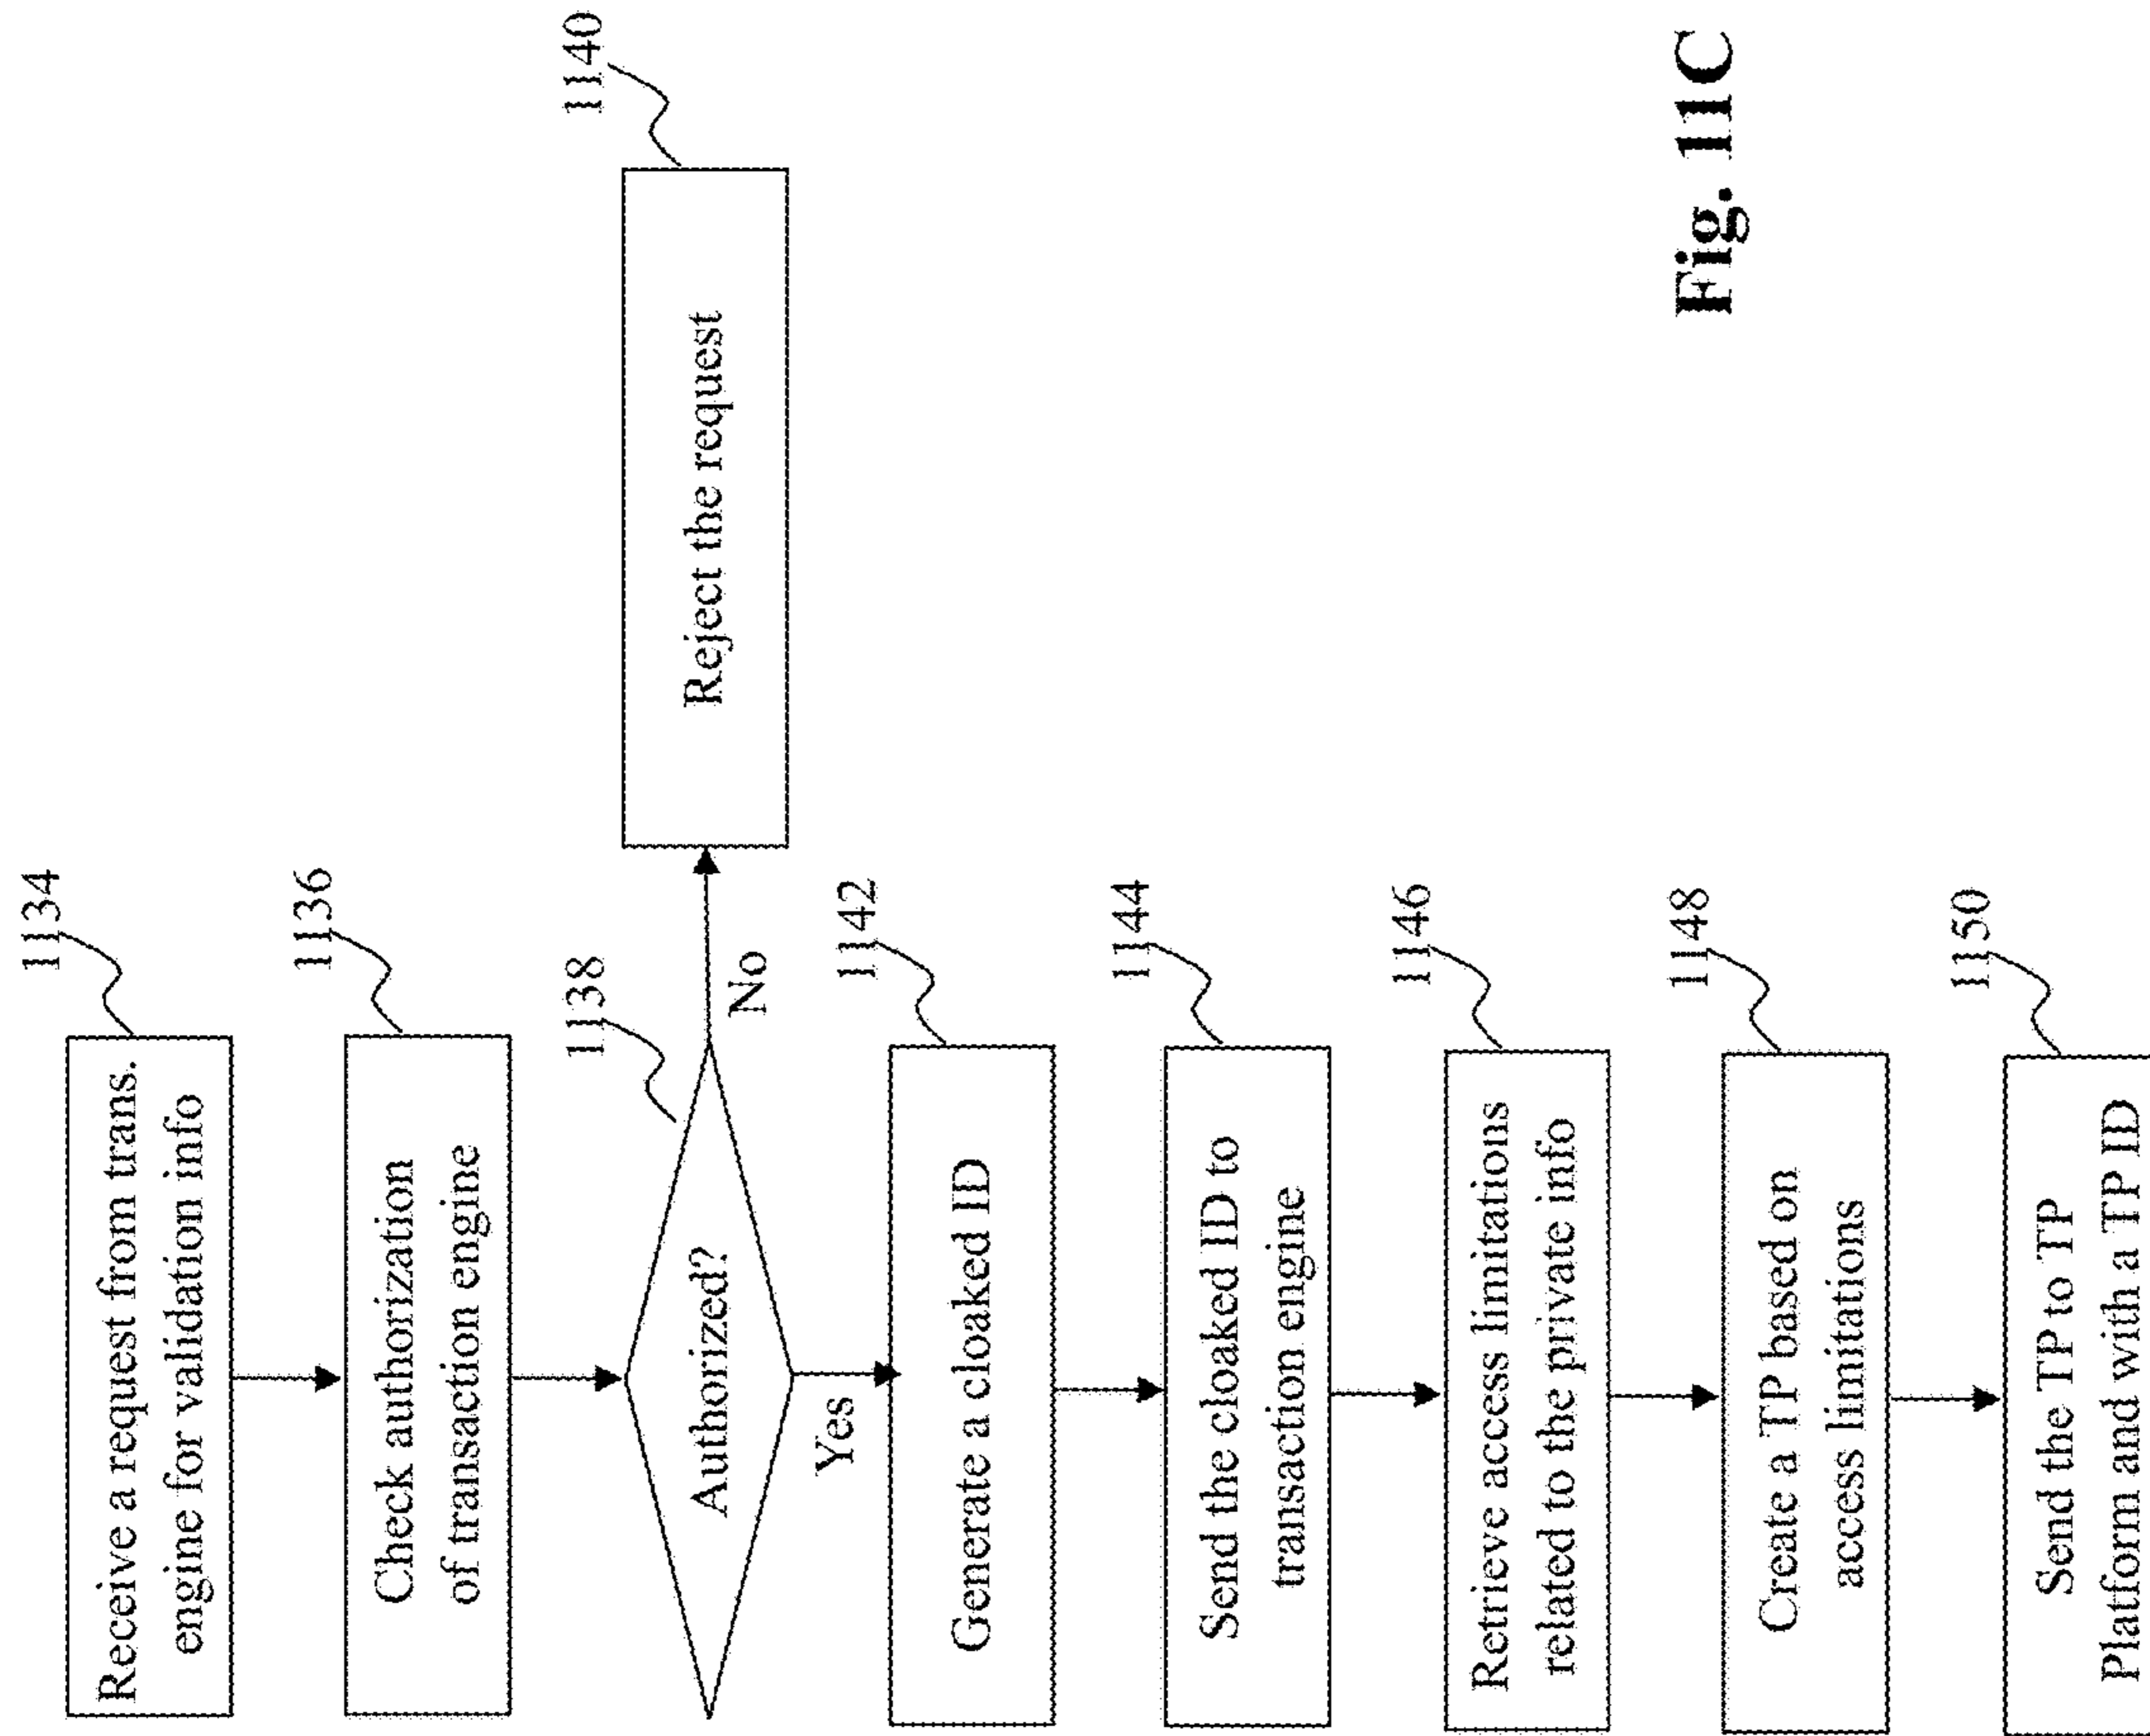 1134
Receive a request from trans.
engine for validation info
1136
Check authorization
of transaction engine
1138
Authorized?
No
1140
Reject the request
Yes
1142
Generate a cloaked ID
1144
Send the cloaked ID to
transaction engine
1146
Retrieve access limitations
related to the private info
1148
Create a TP based on
access limitations
1150
Send the TP to TP
Platform and with a TP ID
Fig. 11C